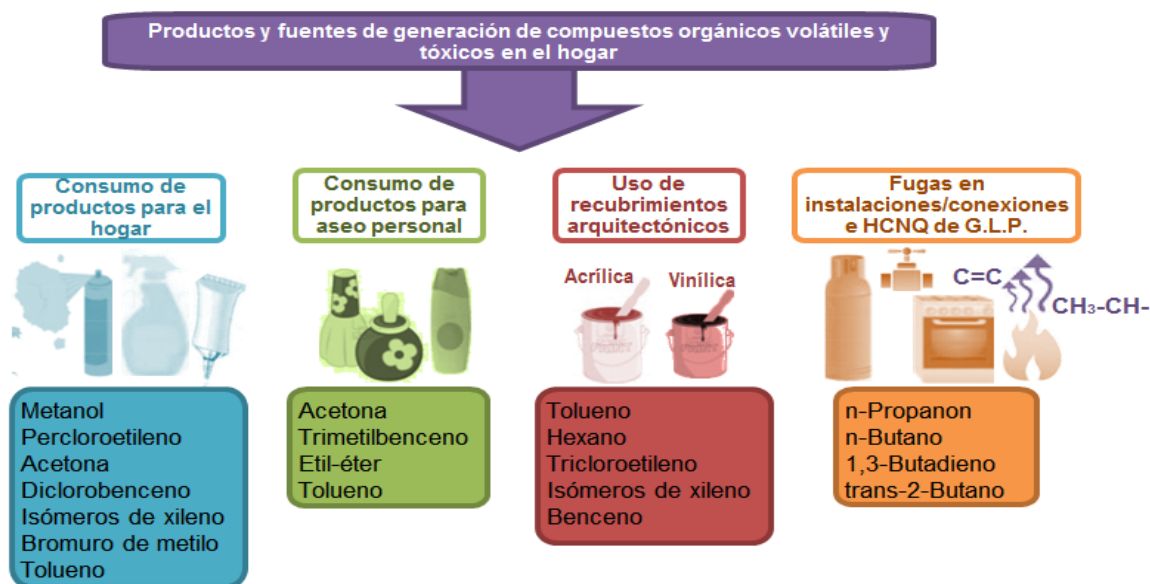 Productos y fuentes de generación de compuestos orgánicos volátiles y
tóxicos en el hogar
Consumo de
productos para el
hogar
Metanol
Percloroetileno
Acetona
Diclorobenceno
Isómeros de xileno
Bromuro de metilo
Tolueno
Consumo de
productos para
aseo personal
Acetona
Trimetilbenceno
Etil-éter
Tolueno
Uso de
recubrimientos
arquitectónicos
Acrílica
Vinílica
Tolueno
Hexano
Tricloroetileno
Isómeros de xileno
Benceno
Fugas en
instalaciones/conexiones
e HCNQ de G.L.P.
C=C
CH₃-CH-
n-Propanon
n-Butano
1,3-Butadieno
trans-2-Butano